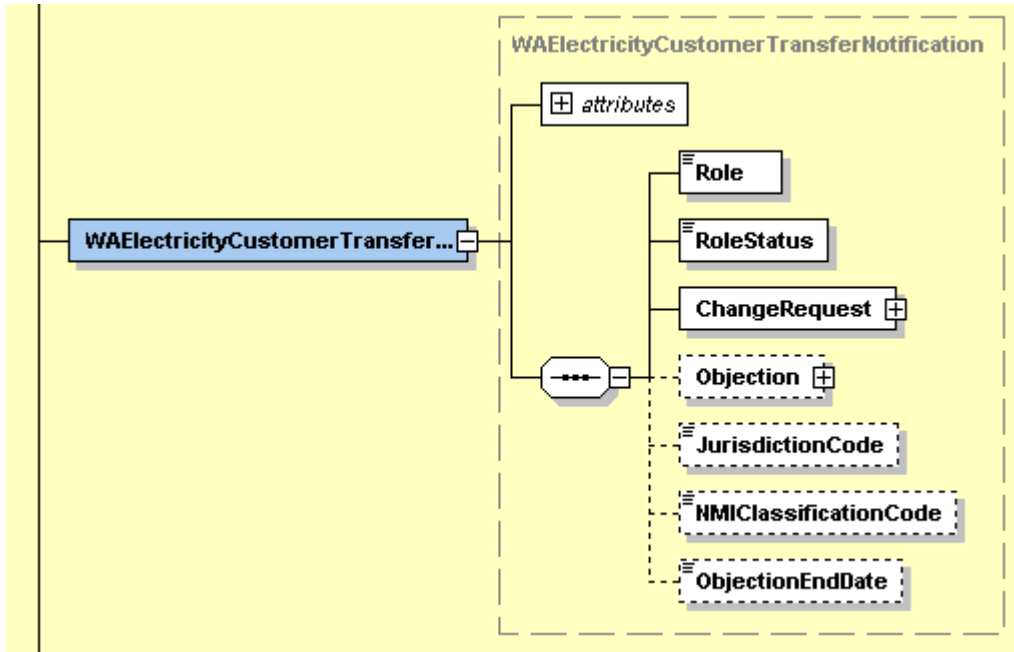 WAElectricityCustomerTransferNotification
attributes
Role
RoleStatus
WAElectricityCustomerTransfer...
ChangeRequest
Objection
JurisdictionCode
NMIClassificationCode
ObjectionEndDate